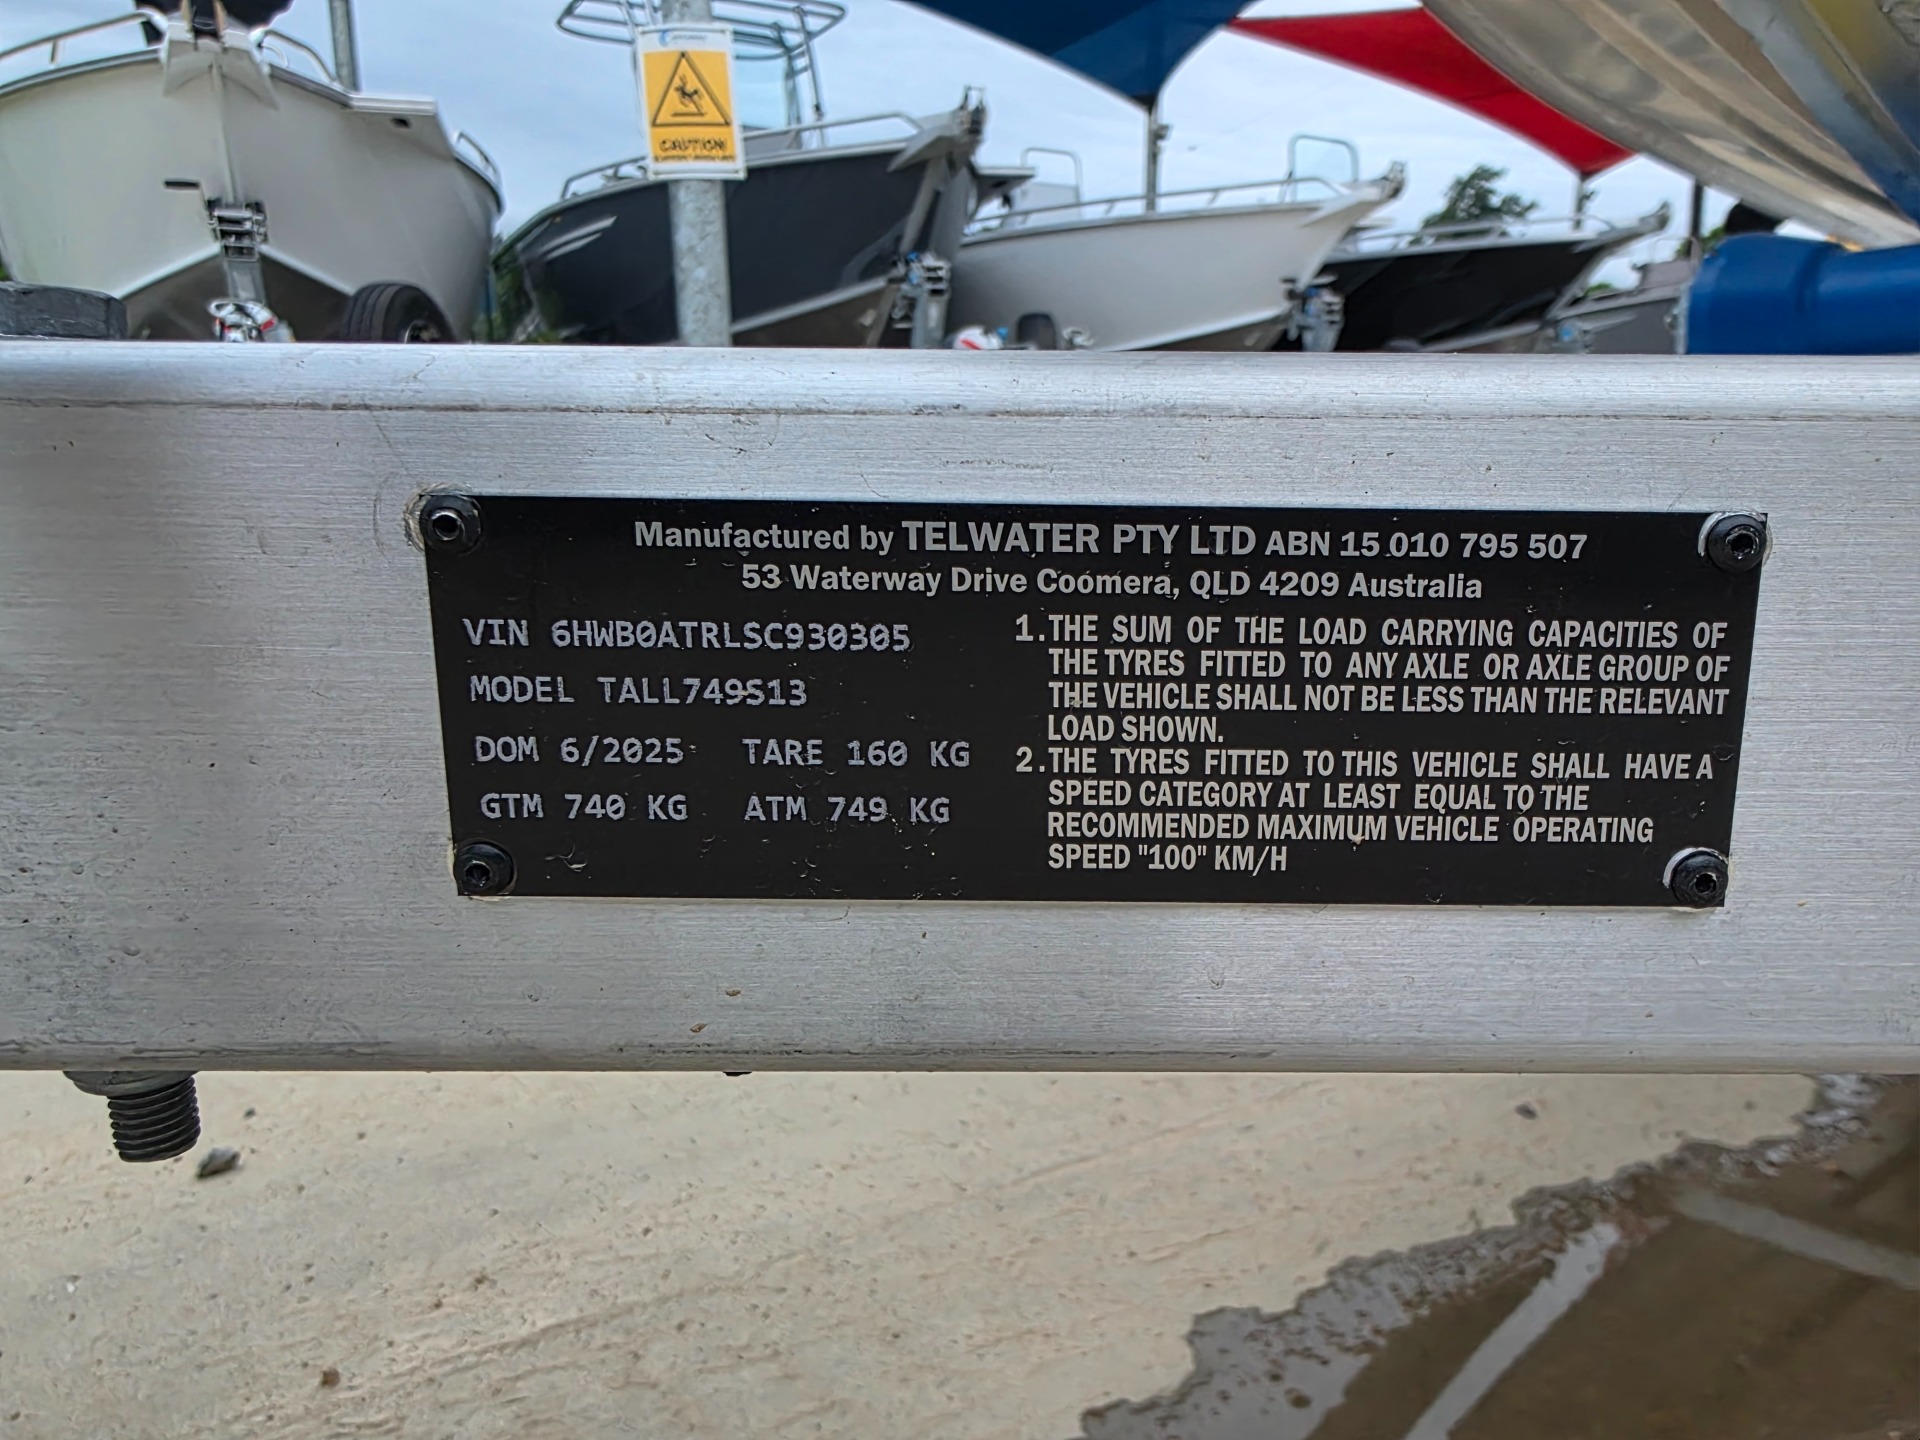 CAUTION!
Manufactured by TELWATER PTY LTD ABN 15 010 795 507
53 Waterway Drive Coomera, QLD 4209 Australia
VIN 6HWB0ATRLSC930305
MODEL TALL749S13
DOM 6/2025 TARE 160 KG
GTM 740 KG ATM 749 KG
1. THE SUM OF THE LOAD CARRYING CAPACITIES OF
THE TYRES FITTED TO ANY AXLE OR AXLE GROUP OF
THE VEHICLE SHALL NOT BE LESS THAN THE RELEVANT
LOAD SHOWN.
2. THE TYRES FITTED TO THIS VEHICLE SHALL HAVE A
SPEED CATEGORY AT LEAST EQUAL TO THE
RECOMMENDED MAXIMUM VEHICLE OPERATING
SPEED "100" KM/H